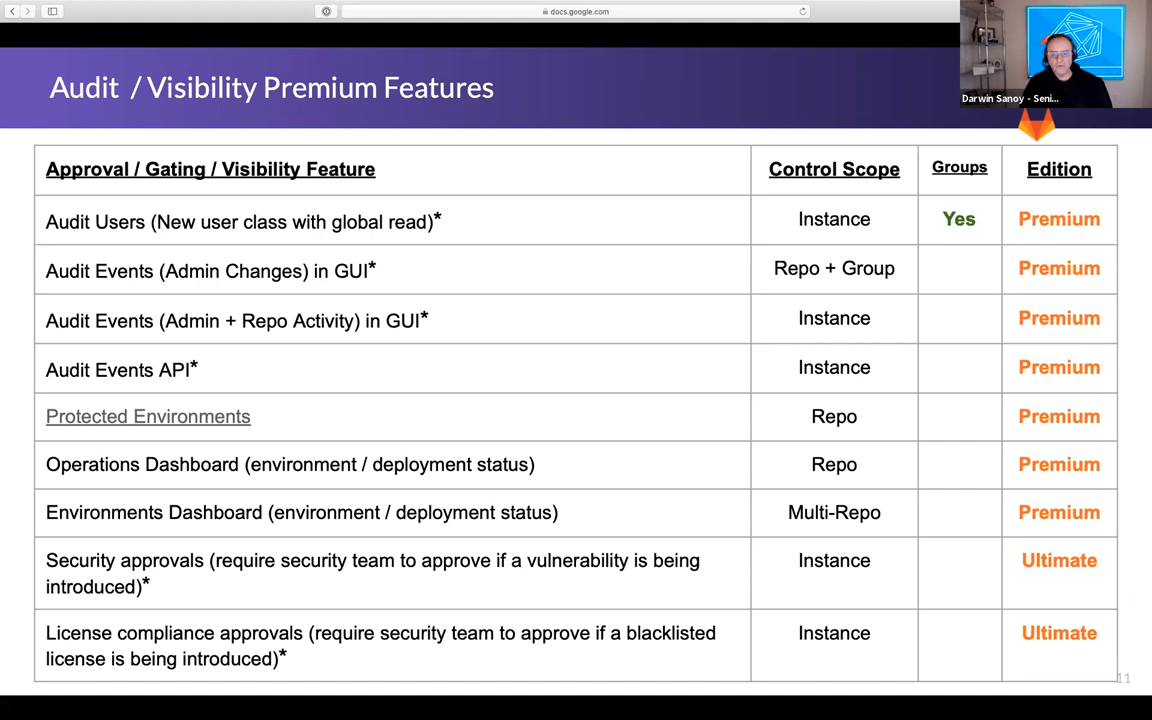 docs.google.com
Darwin Sanoy - Seni...
Audit / Visibility Premium Features
Approval / Gating / Visibility Feature Control Scope Groups Edition
Audit Users (New user class with global read)* Instance Yes Premium
Audit Events (Admin Changes) in GUI* Repo + Group Premium
Audit Events (Admin + Repo Activity) in GUI* Instance Premium
Audit Events API* Instance Premium
Protected Environments Repo Premium
Operations Dashboard (environment / deployment status) Repo Premium
Environments Dashboard (environment / deployment status) Multi-Repo Premium
Security approvals (require security team to approve if a vulnerability is being Instance Ultimate
introduced)*
License compliance approvals (require security team to approve if a blacklisted Instance Ultimate
license is being introduced)*
11